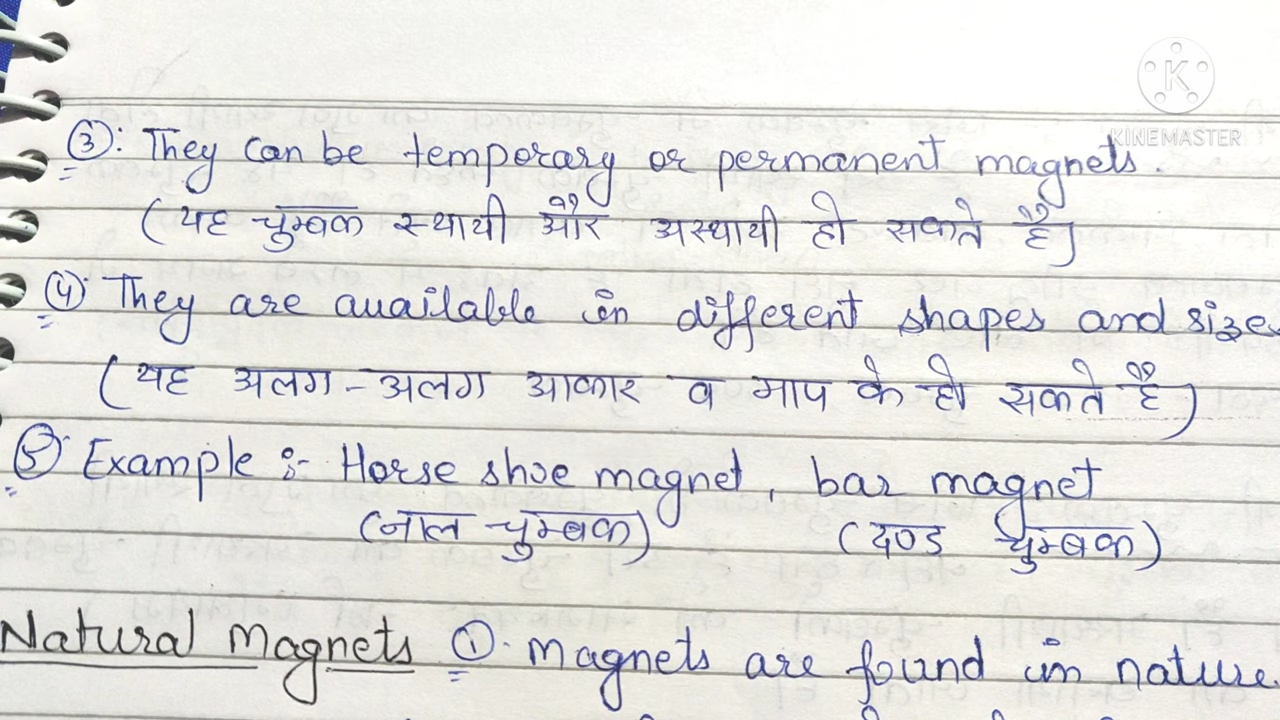 K
KINEMASTER
③: They can be temporary or permanent magnets.
(यह चुम्बक स्थायी और अस्थायी हो सकते हैं)
④ They are available in different shapes and size
(यह अलग-अलग आकार व माप के हो सकते हैं)
⑤ Example :- Horse shoe magnet, bar magnet
(नाल चुम्बक) (दण्ड चुम्बक)
Natural Magnets ①. Magnets are found in nature.